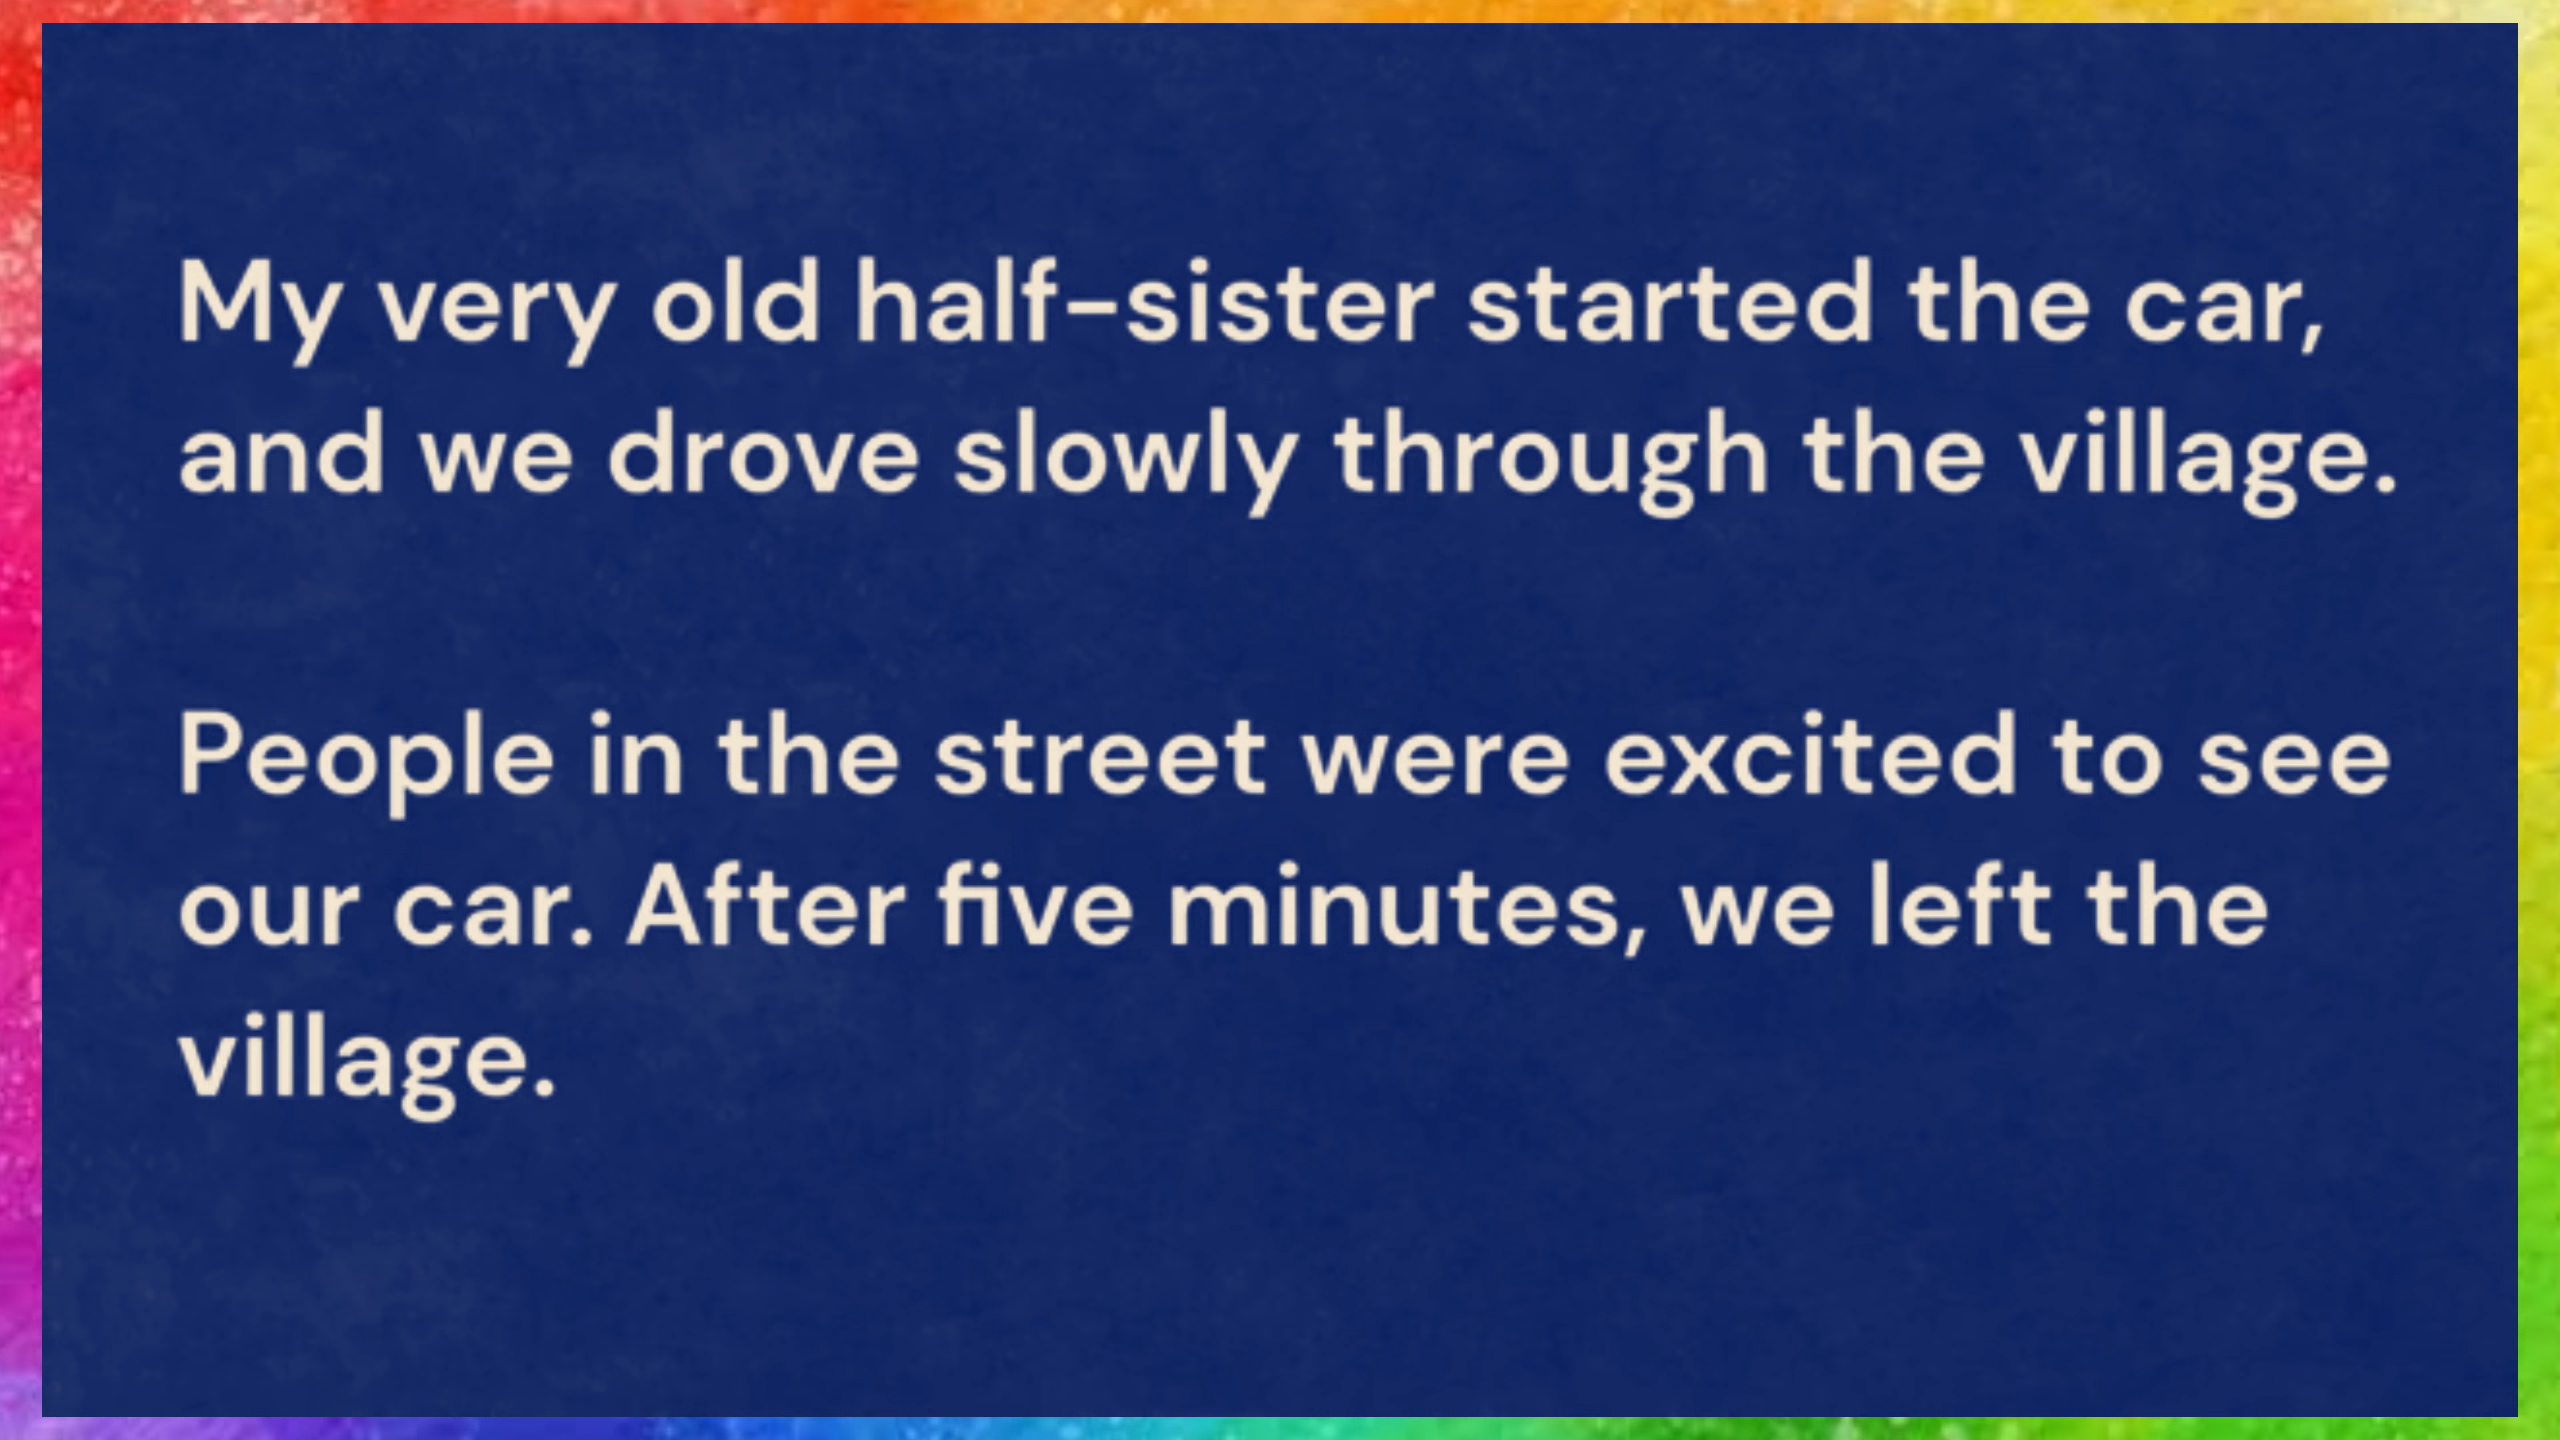 My very old half-sister started the car,
and we drove slowly through the village.
People in the street were excited to see
our car. After five minutes, we left the
village.